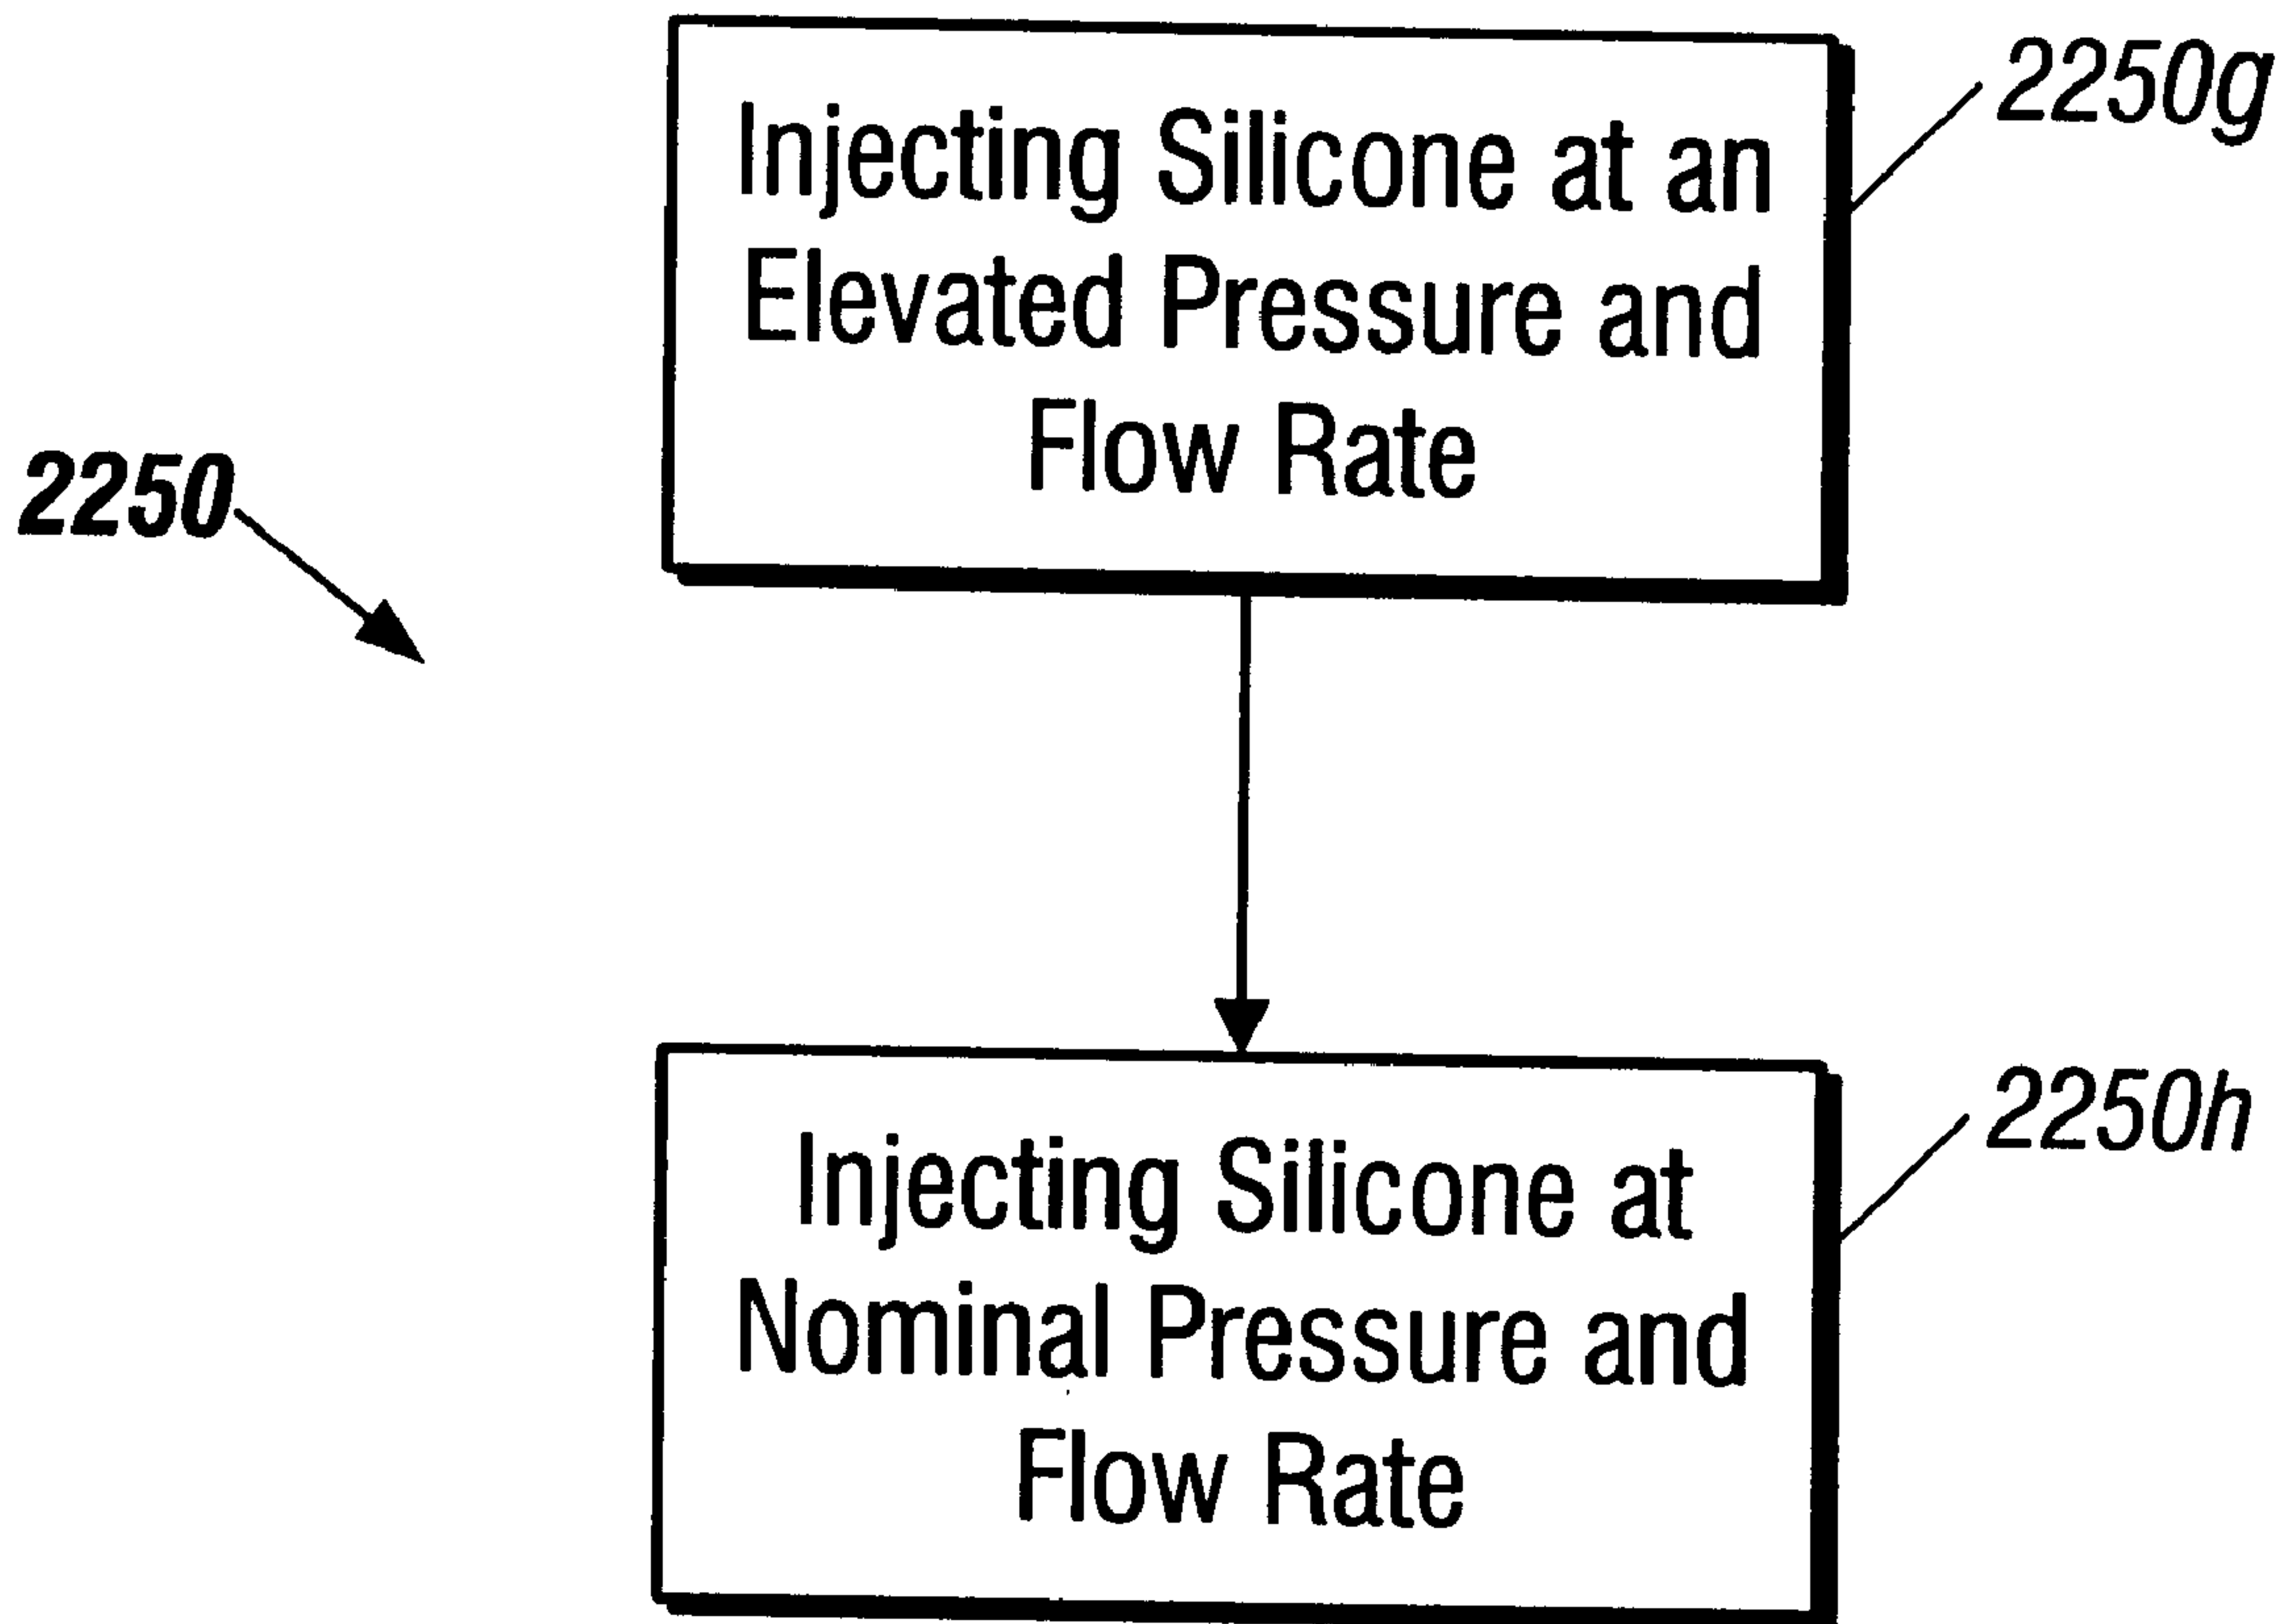 2250g
Injecting Silicone at an
Elevated Pressure and
Flow Rate
2250
2250h
Injecting Silicone at
Nominal Pressure and
Flow Rate